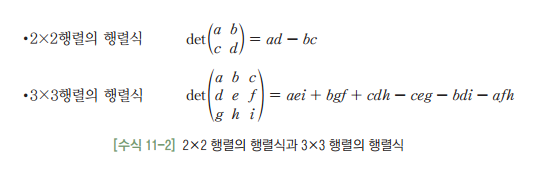 •2×2행렬의 행렬식 det(a b
c d) = ad − bc
•3×3행렬의 행렬식 det(a b c
d e f
g h i) = aei + bgf + cdh − ceg − bdi − afh
[수식 11-2] 2×2 행렬의 행렬식과 3×3 행렬의 행렬식